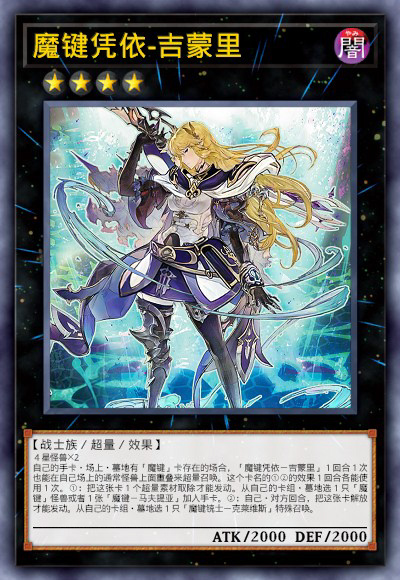 魔键凭依-吉蒙里
やみ
闇
【战士族／超量／效果】
４星怪兽×2
自己的手卡·场上·墓地有「魔键」卡存在的场合，「魔键凭依－吉蒙里」1回合1次
也能在自己场上的通常怪兽上面重叠来超量召唤。这个卡名的①②的效果1回合各能
使用1次。①：把这张卡1个超量素材取除才能发动。从自己的卡组·墓地选1只「魔
键」怪兽或者1张「魔键－马夫提亚」加入手卡。②：自己·对方回合，把这张卡解放
才能发动。从自己的卡组·墓地选1只「魔键铳士－克莱维斯」特殊召唤。
ATK/2000 DEF/2000